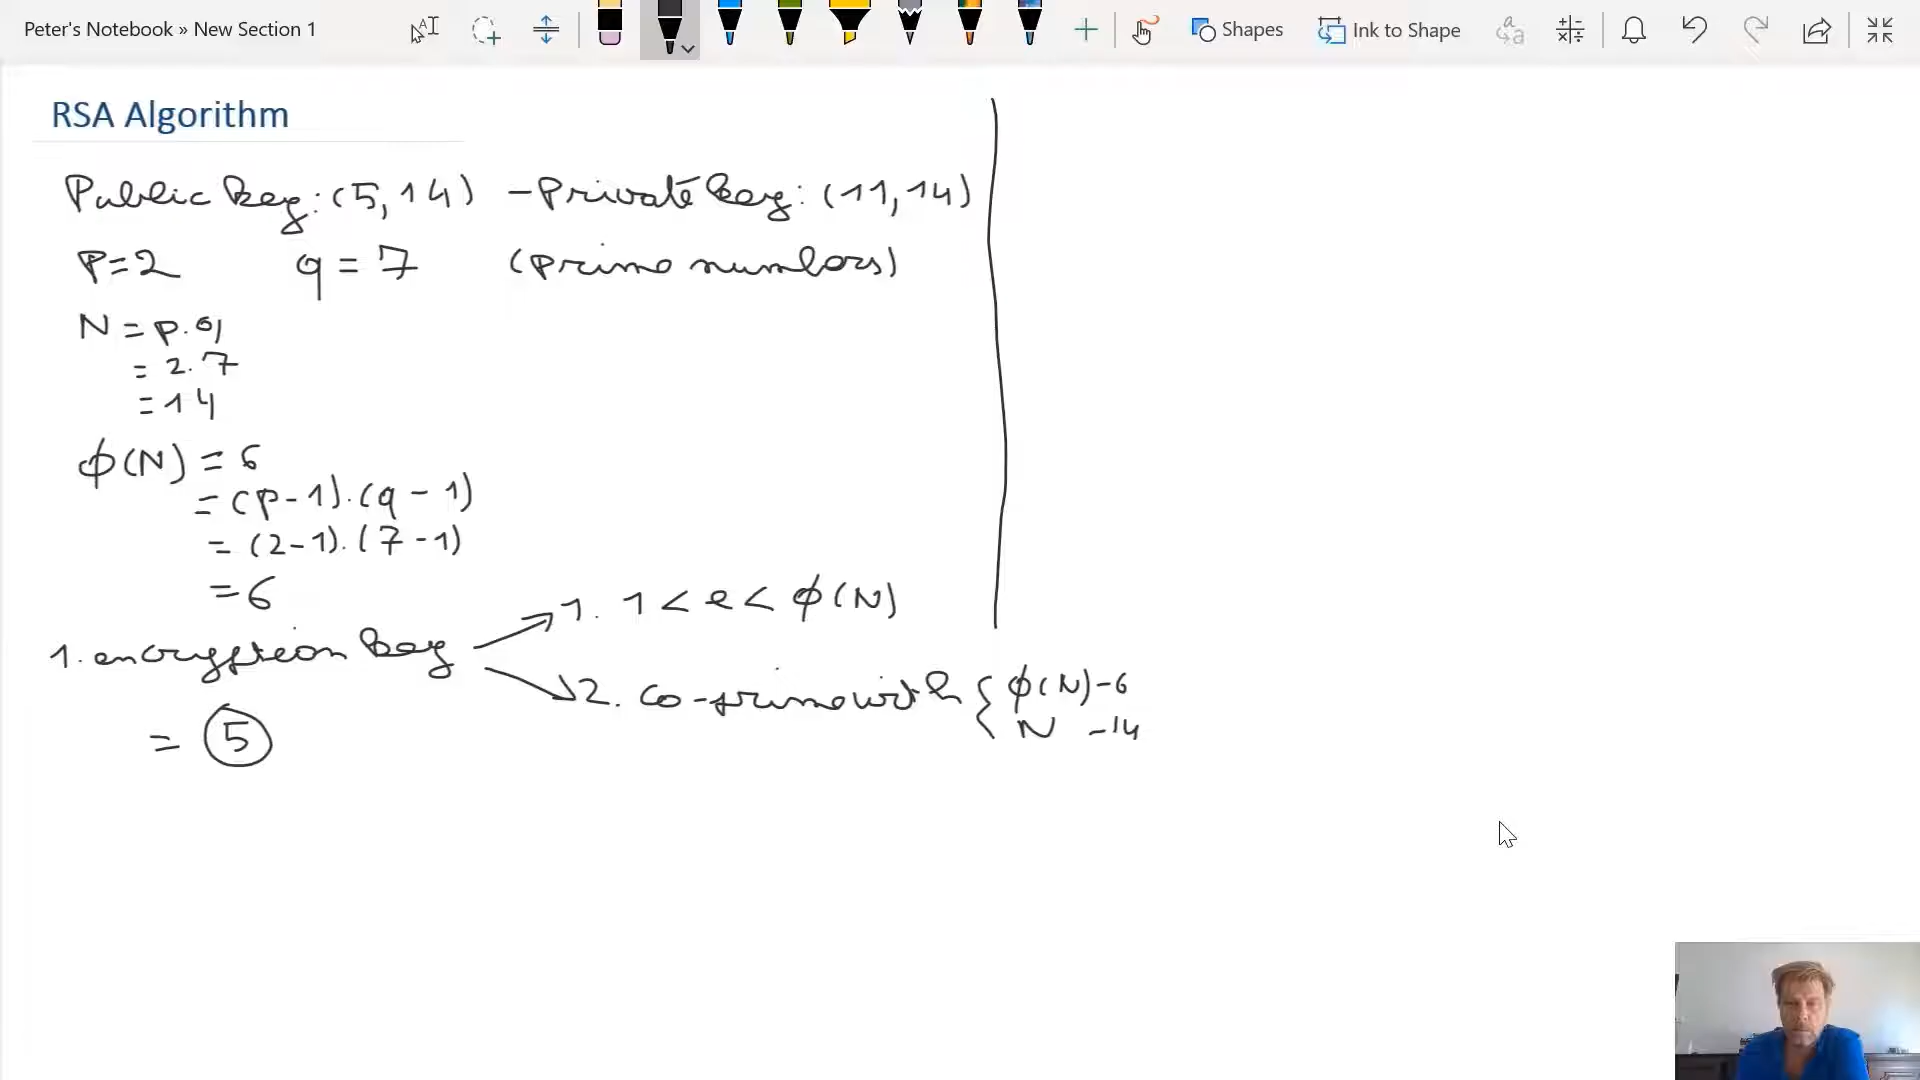 Peter's Notebook » New Section 1
Shapes
Ink to Shape
RSA Algorithm
Public key: (5, 14) - Private key: (11, 14)
P = 2 q = 7 (prime numbers)
N = p.q
= 2.7
= 14
ϕ(N) = 6
= (p-1).(q-1)
= (2-1).(7-1)
= 6
1. encryption key
1. 1 < e < ϕ(N)
2. co-prime with { ϕ(N) - 6
N - 14
= 5